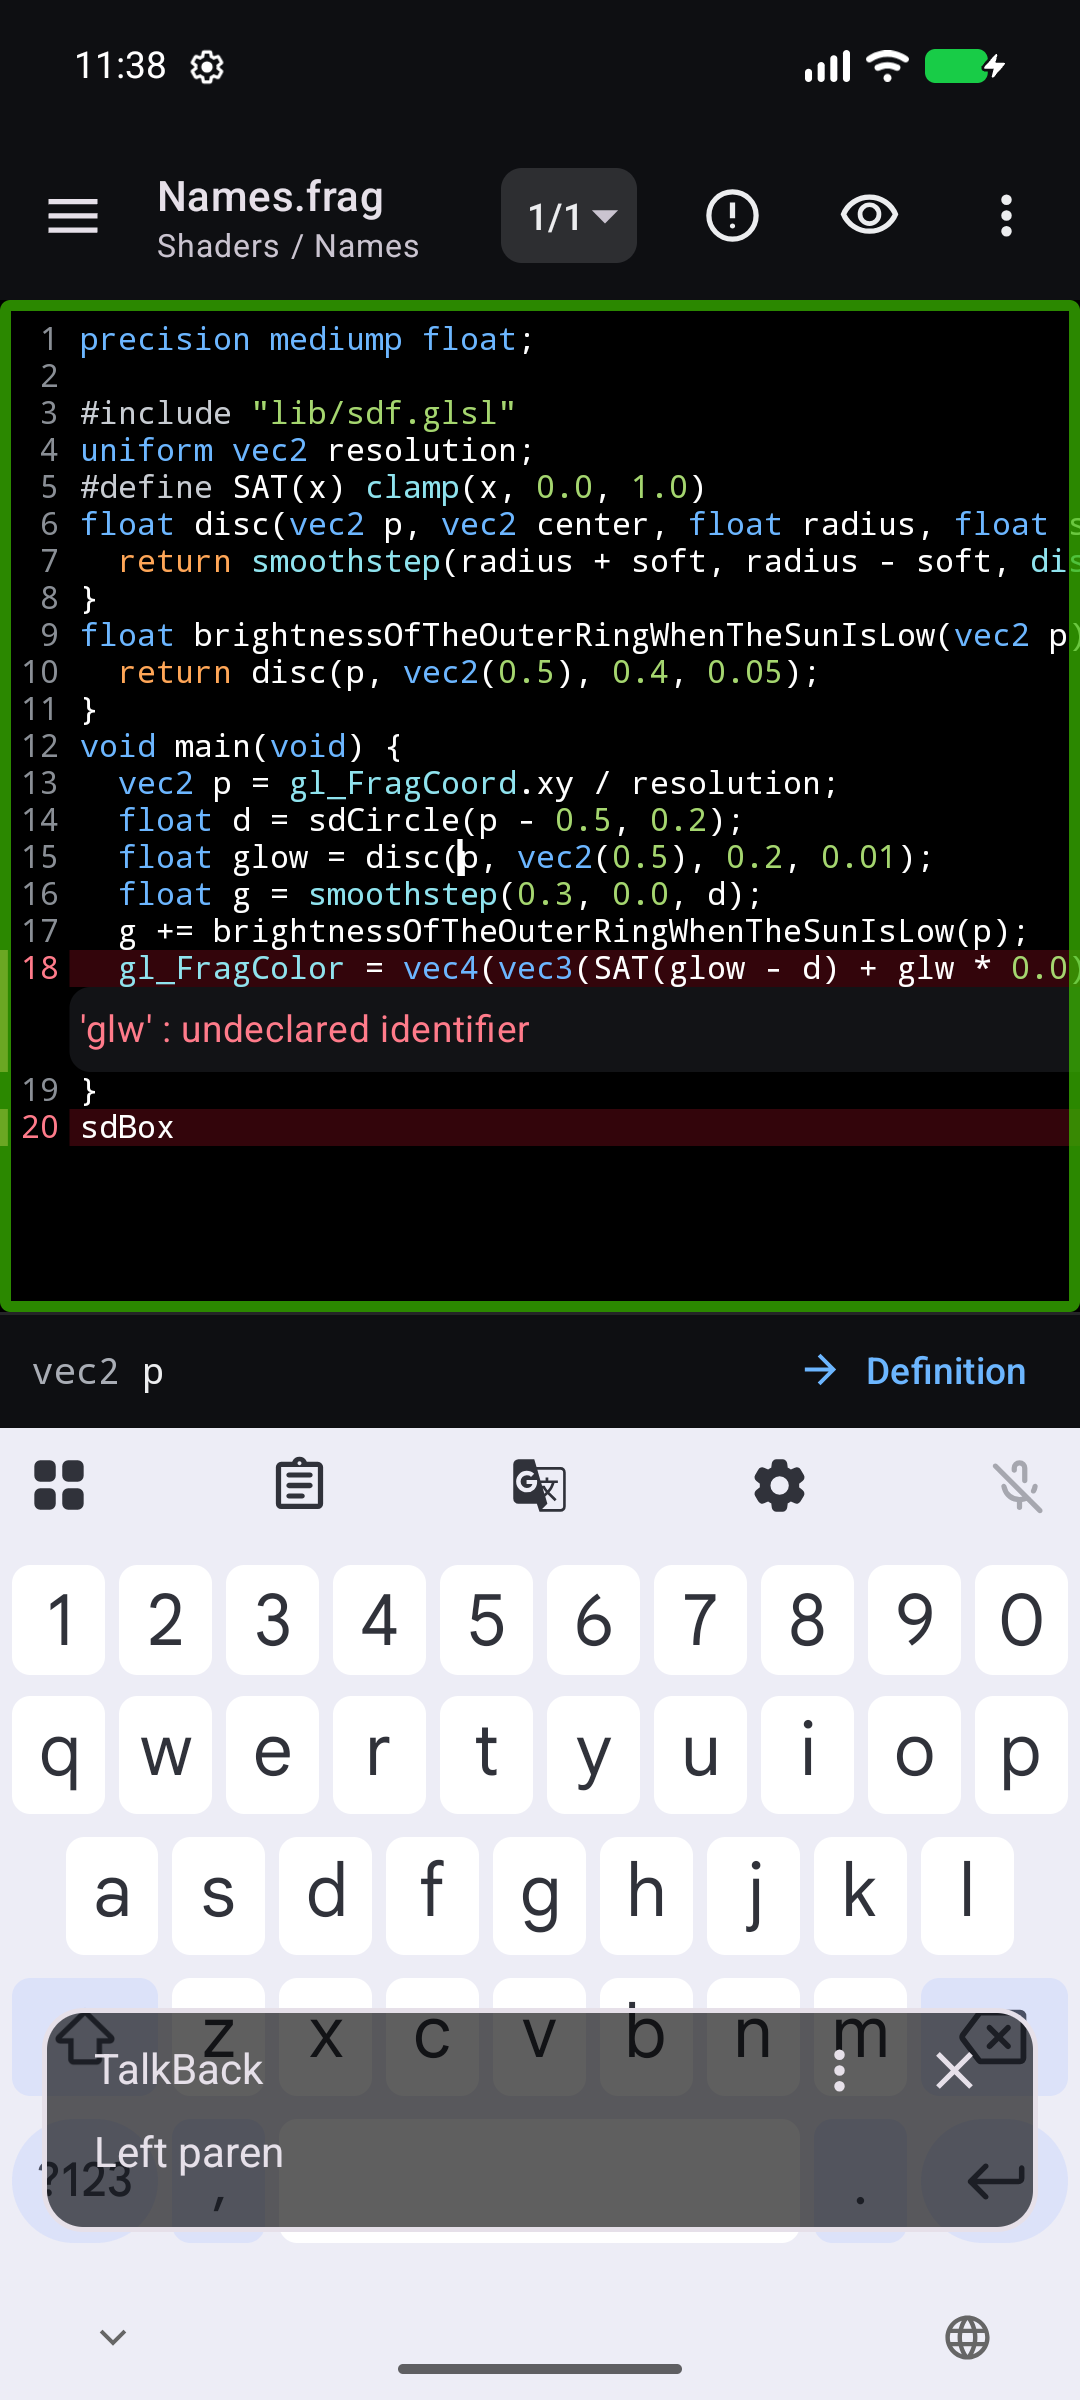 11:38
Names.frag
Shaders / Names
1/1
1 precision mediump float;
2
3 #include "lib/sdf.glsl"
4 uniform vec2 resolution;
5 #define SAT(x) clamp(x, 0.0, 1.0)
6 float disc(vec2 p, vec2 center, float radius, float s
7   return smoothstep(radius + soft, radius - soft, dis
8 }
9 float brightnessOfTheOuterRingWhenTheSunIsLow(vec2 p)
10   return disc(p, vec2(0.5), 0.4, 0.05);
11 }
12 void main(void) {
13   vec2 p = gl_FragCoord.xy / resolution;
14   float d = sdCircle(p - 0.5, 0.2);
15   float glow = disc(p, vec2(0.5), 0.2, 0.01);
16   float g = smoothstep(0.3, 0.0, d);
17   g += brightnessOfTheOuterRingWhenTheSunIsLow(p);
18   gl_FragColor = vec4(vec3(SAT(glow - d) + glw * 0.0)
'glw' : undeclared identifier
19 }
20 sdBox
vec2 p
Definition
1 2 3 4 5 6 7 8 9 0
q w e r t y u i o p
a s d f g h j k l
z x c v b n m
TalkBack
Left paren
?123 , .